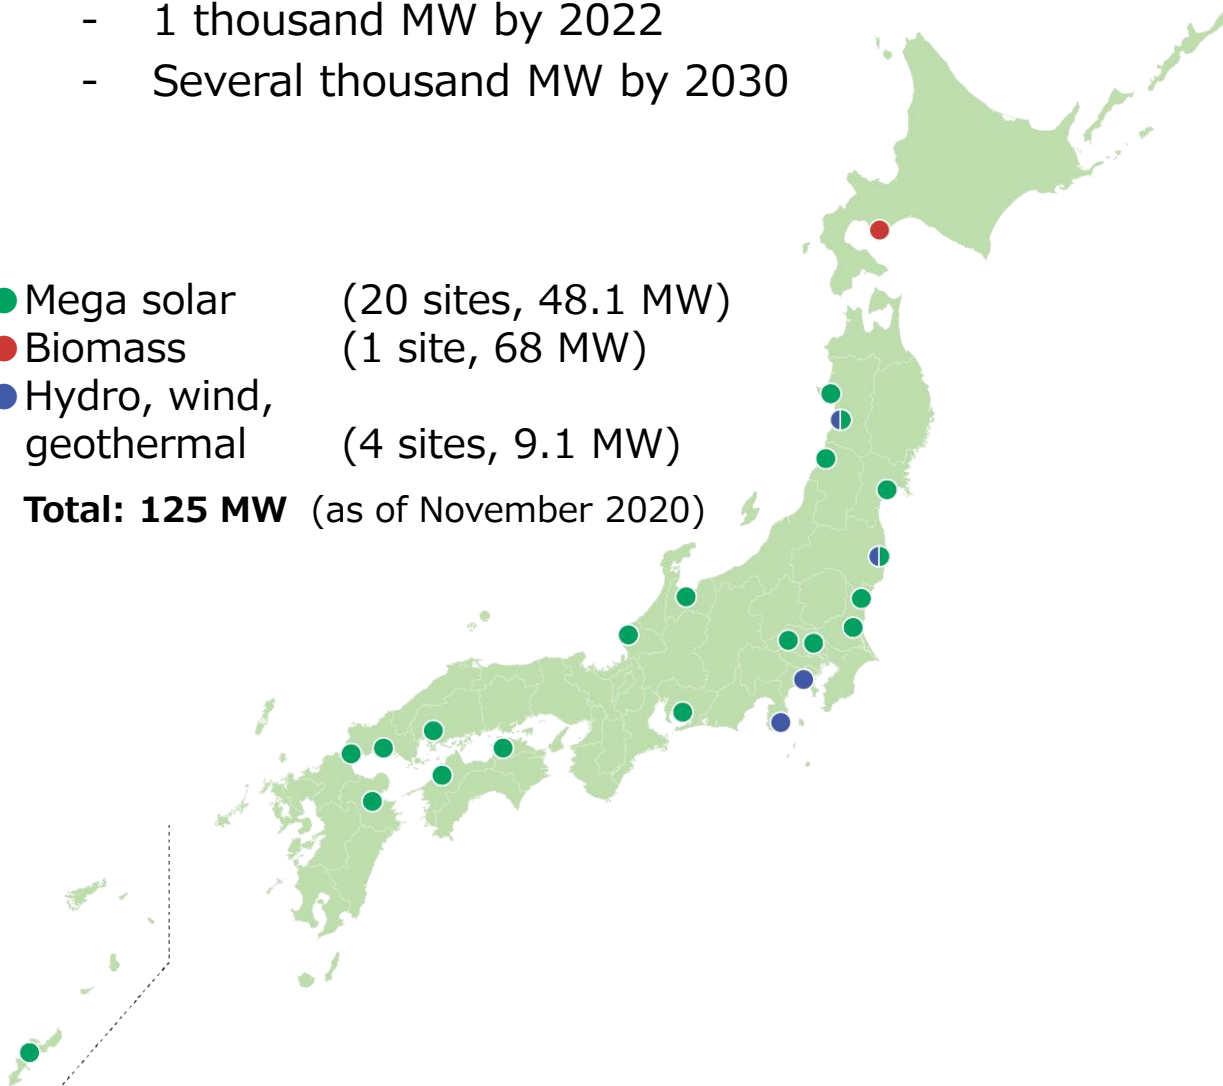 - 1 thousand MW by 2022
- Several thousand MW by 2030
Mega solar (20 sites, 48.1 MW)
Biomass (1 site, 68 MW)
Hydro, wind,
geothermal (4 sites, 9.1 MW)
Total: 125 MW (as of November 2020)